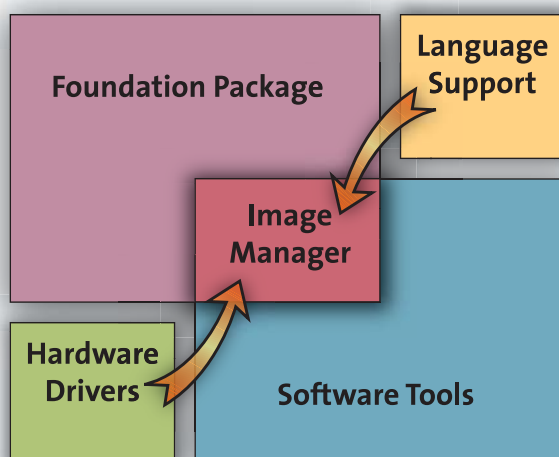 Foundation Package
Language
Support
Image
Manager
Hardware
Drivers
Software Tools